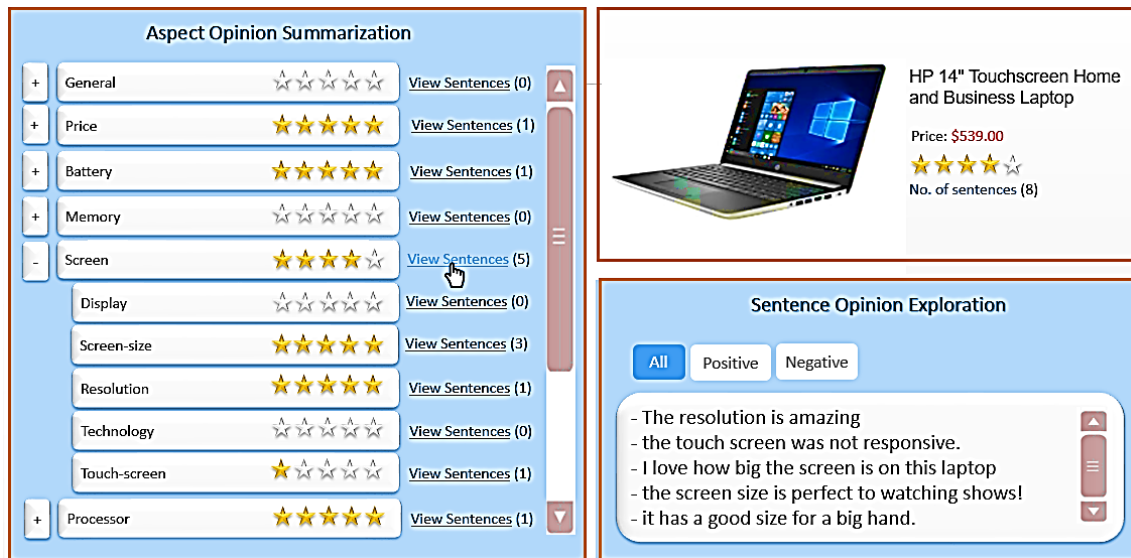 Aspect Opinion Summarization
+ General View Sentences (0)
+ Price View Sentences (1)
+ Battery View Sentences (1)
+ Memory View Sentences (0)
- Screen View Sentences (5)
Display View Sentences (0)
Screen-size View Sentences (3)
Resolution View Sentences (1)
Technology View Sentences (0)
Touch-screen View Sentences (1)
+ Processor View Sentences (1)
HP 14" Touchscreen Home
and Business Laptop
Price: $539.00
No. of sentences (8)
Sentence Opinion Exploration
All Positive Negative
- The resolution is amazing
- the touch screen was not responsive.
- I love how big the screen is on this laptop
- the screen size is perfect to watching shows!
- it has a good size for a big hand.